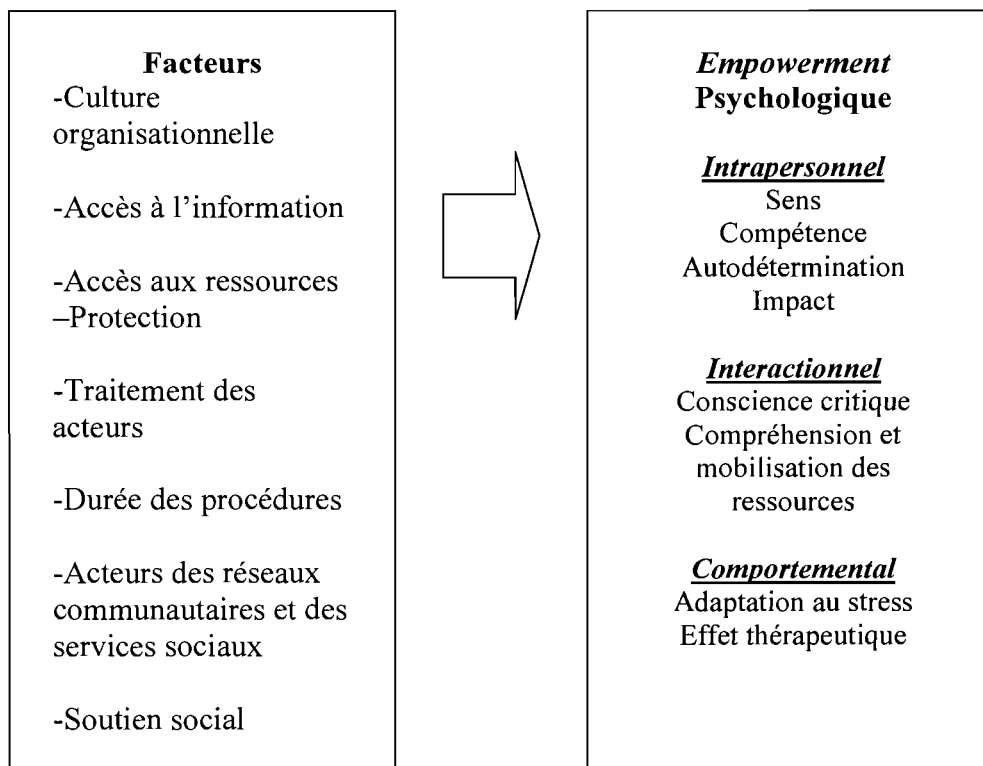 Facteurs
-Culture
organisationnelle
-Accès à l'information
-Accès aux ressources
–Protection
-Traitement des
acteurs
-Durée des procédures
-Acteurs des réseaux
communautaires et des
services sociaux
-Soutien social
Empowerment
Psychologique
Intrapersonnel
Sens
Compétence
Autodétermination
Impact
Interactionnel
Conscience critique
Compréhension et
mobilisation des
ressources
Comportemental
Adaptation au stress
Effet thérapeutique